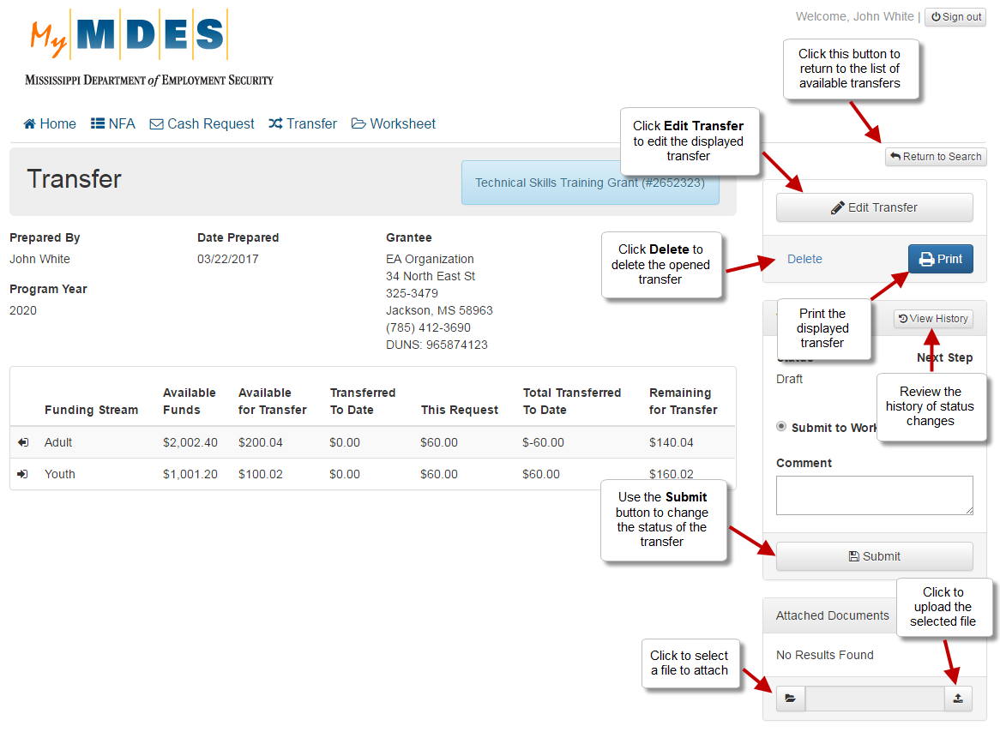 Welcome, John White | Sign out
My MDES
Mississippi Department of Employment Security
Click this button to
return to the list of
available transfers
Home NFA Cash Request Transfer Worksheet
Click Edit Transfer
to edit the displayed
transfer
Return to Search
Transfer
Technical Skills Training Grant (#2652323)
Edit Transfer
Prepared By
John White
Program Year
2020
Date Prepared
03/22/2017
Grantee
EA Organization
34 North East St
325-3479
Jackson, MS 58963
(785) 412-3690
DUNS: 965874123
Click Delete to
delete the opened
transfer
Delete
Print
Print the
displayed
transfer
View History
Status
Next Step
Draft
Review the
history of status
changes
Submit to Work
Comment
Funding Stream Available Funds Available for Transfer Transferred To Date This Request Total Transferred To Date Remaining for Transfer
Adult $2,002.40 $200.04 $0.00 $60.00 $-60.00 $140.04
Youth $1,001.20 $100.02 $0.00 $60.00 $60.00 $160.02
Use the Submit
button to change
the status of the
transfer
Submit
Click to
upload the
selected file
Attached Documents
No Results Found
Click to select
a file to attach